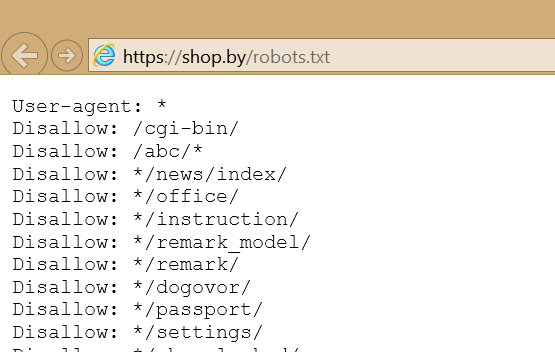 https://shop.by/robots.txt
User-agent: *
Disallow: /cgi-bin/
Disallow: /abc/*
Disallow: */news/index/
Disallow: */office/
Disallow: */instruction/
Disallow: */remark_model/
Disallow: */remark/
Disallow: */dogovor/
Disallow: */passport/
Disallow: */settings/